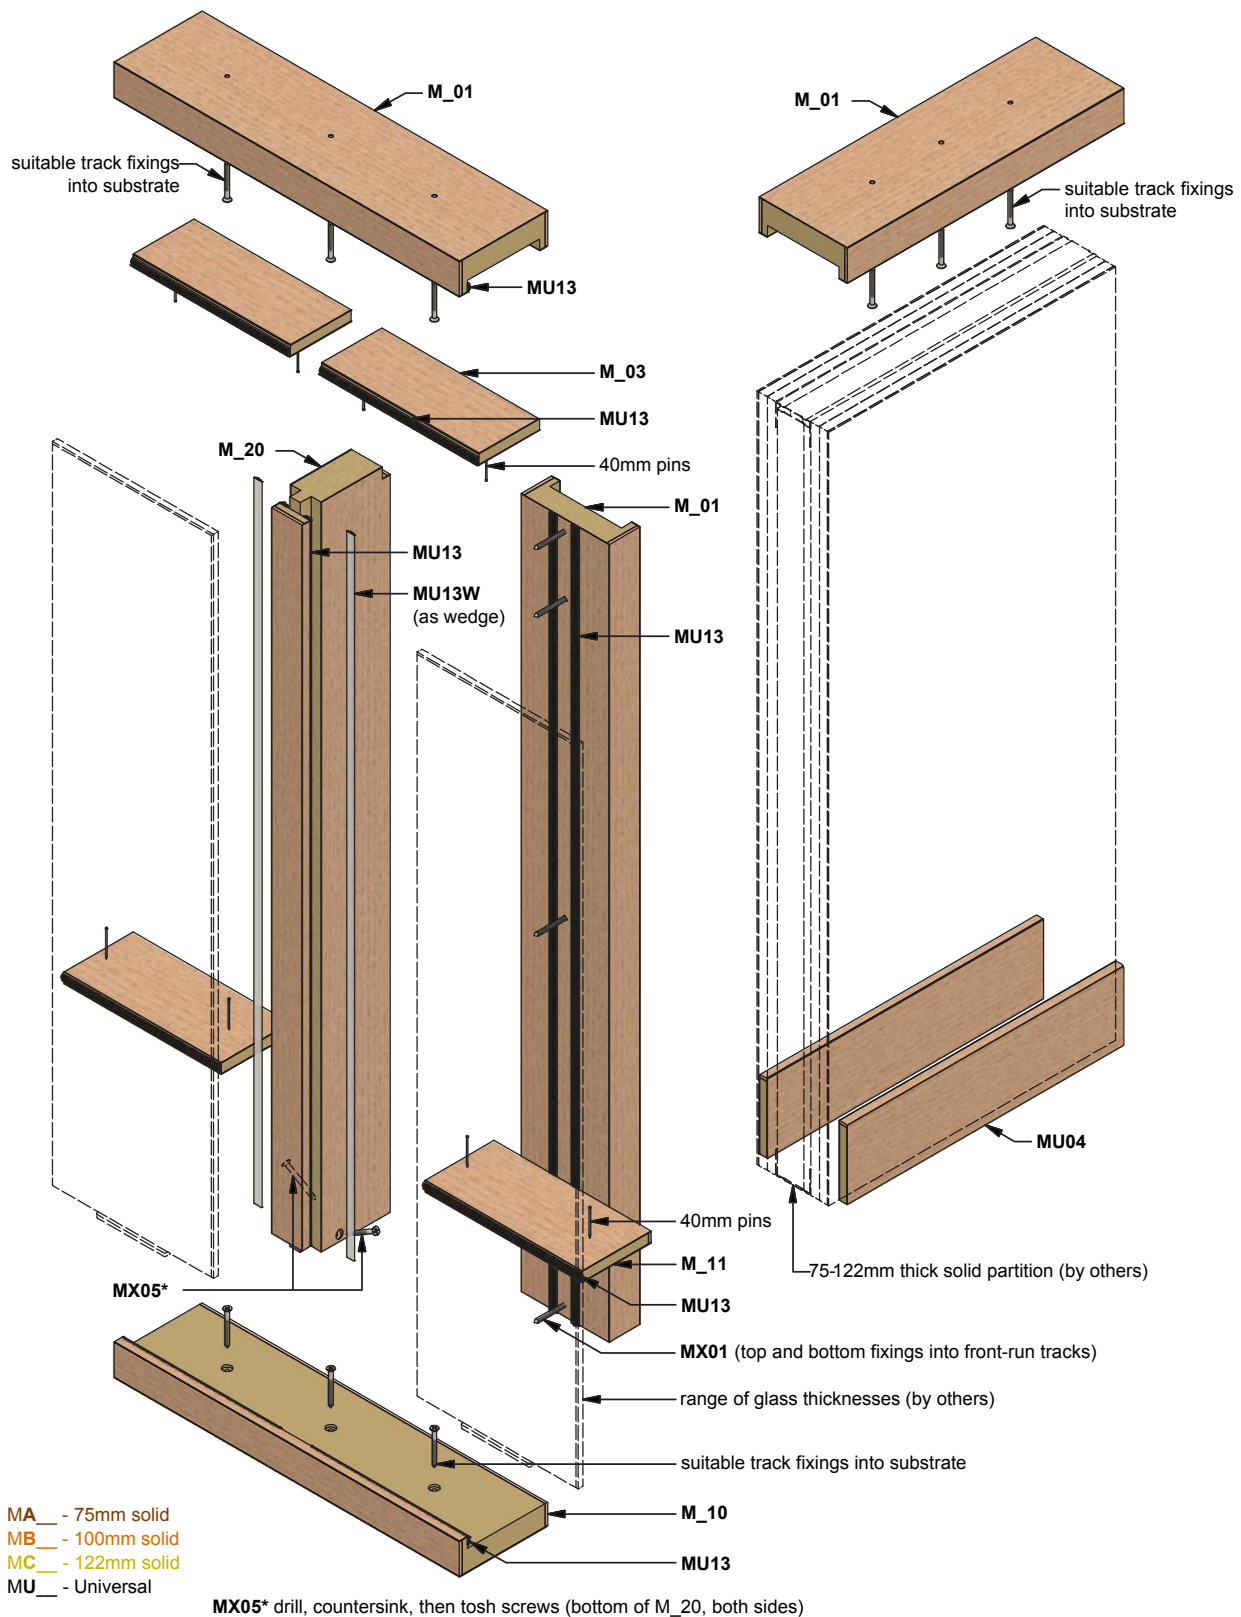 M_01
M_01
suitable track fixings
into substrate
suitable track fixings
into substrate
MU13
M_03
MU13
M_20
40mm pins
M_01
MU13
MU13W
(as wedge)
MU13
MU04
40mm pins
M_11
75-122mm thick solid partition (by others)
MX05*
MU13
MX01 (top and bottom fixings into front-run tracks)
range of glass thicknesses (by others)
suitable track fixings into substrate
M_10
MU13
MA__ - 75mm solid
MB__ - 100mm solid
MC__ - 122mm solid
MU__ - Universal
MX05* drill, countersink, then tosh screws (bottom of M_20, both sides)